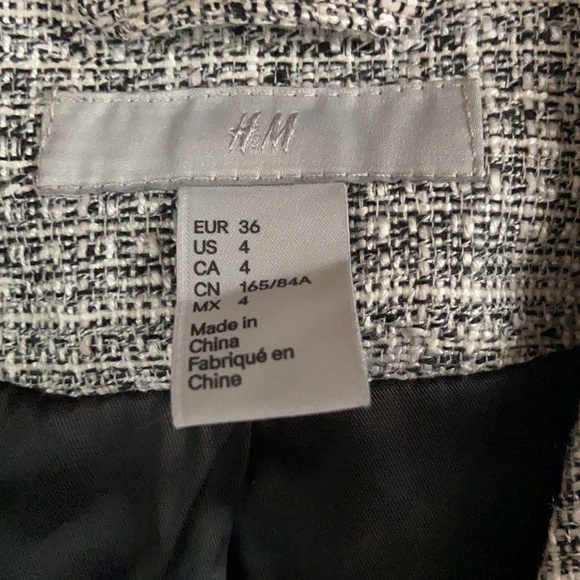 H&M
EUR 36
US 4
CA 4
CN 165/84A
MX 4
Made in
China
Fabriqué en
Chine